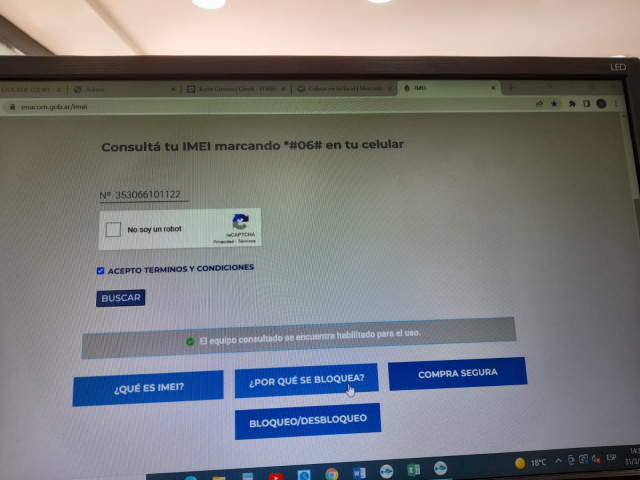 LED
IMEI
enacom.gob.ar/imei
Consultá tu IMEI marcando *#06# en tu celular
Nº 353066101122
No soy un robot
reCAPTCHA
Privacidad - Términos
ACEPTO TERMINOS Y CONDICIONES
BUSCAR
El equipo consultado se encuentra habilitado para el uso.
¿QUÉ ES IMEI?
¿POR QUÉ SE BLOQUEA?
COMPRA SEGURA
BLOQUEO/DESBLOQUEO
18°C
ESP